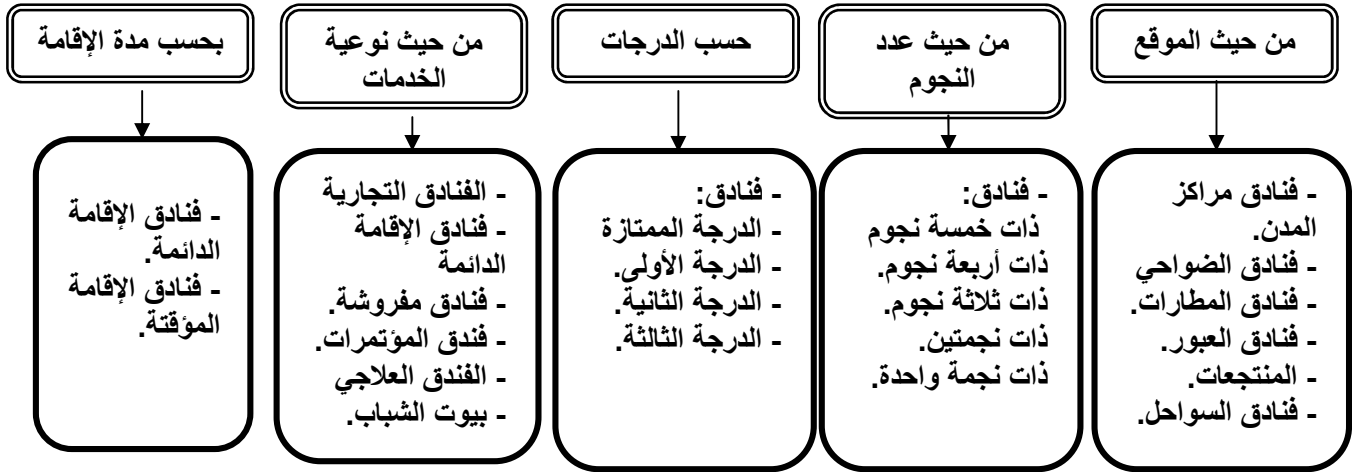 من حيث الموقع
- فنادق مراكز
المدن.
- فنادق الضواحي
- فنادق المطارات.
- فنادق العبور.
- المنتجعات.
- فنادق السواحل.
من حيث عدد
النجوم
- فنادق:
ذات خمسة نجوم
ذات أربعة نجوم.
ذات ثلاثة نجوم.
ذات نجمتين.
ذات نجمة واحدة.
حسب الدرجات
- فنادق:
- الدرجة الممتازة
- الدرجة الأولى.
- الدرجة الثانية.
- الدرجة الثالثة.
من حيث نوعية
الخدمات
- الفنادق التجارية
- فنادق الإقامة
الدائمة
- فنادق مفروشة.
- فندق المؤتمرات.
- الفندق العلاجي
- بيوت الشباب.
بحسب مدة الإقامة
- فنادق الإقامة
الدائمة.
- فنادق الإقامة
المؤقتة.